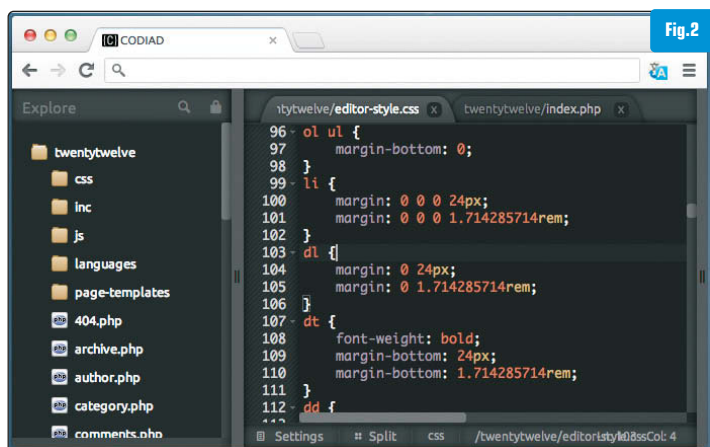 Fig.2
[C] CODIAD
Explore
twentytwelve
css
inc
js
languages
page-templates
404.php
archive.php
author.php
category.php
comments.php
ntytwelve/editor-style.css x
twentytwelve/index.php x
96 ol ul {
97 margin-bottom: 0;
98 }
99 li {
100 margin: 0 0 0 24px;
101 margin: 0 0 0 1.714285714rem;
102 }
103 dl {
104 margin: 0 24px;
105 margin: 0 1.714285714rem;
106 }
107 dt {
108 font-weight: bold;
109 margin-bottom: 24px;
110 margin-bottom: 1.714285714rem;
111 }
112 dd {
Settings Split css /twentytwelve/editor Col: 4